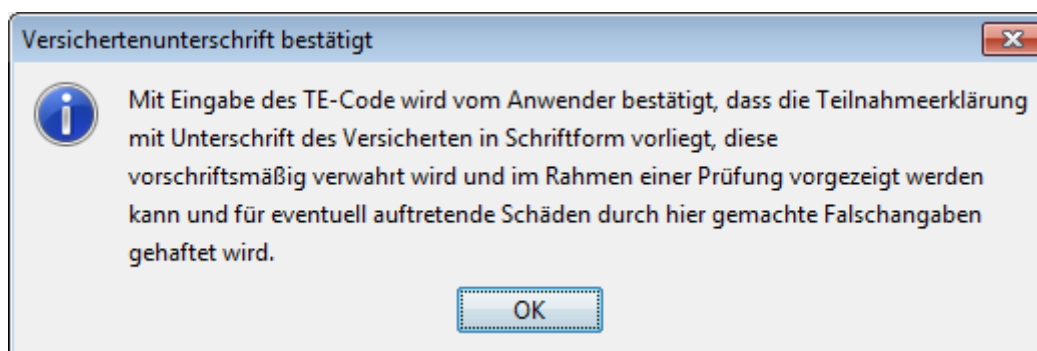 Versichertenunterschrift bestätigt
Mit Eingabe des TE-Code wird vom Anwender bestätigt, dass die Teilnahmeerklärung
mit Unterschrift des Versicherten in Schriftform vorliegt, diese
vorschriftsmäßig verwahrt wird und im Rahmen einer Prüfung vorgezeigt werden
kann und für eventuell auftretende Schäden durch hier gemachte Falschangaben
gehaftet wird.
OK